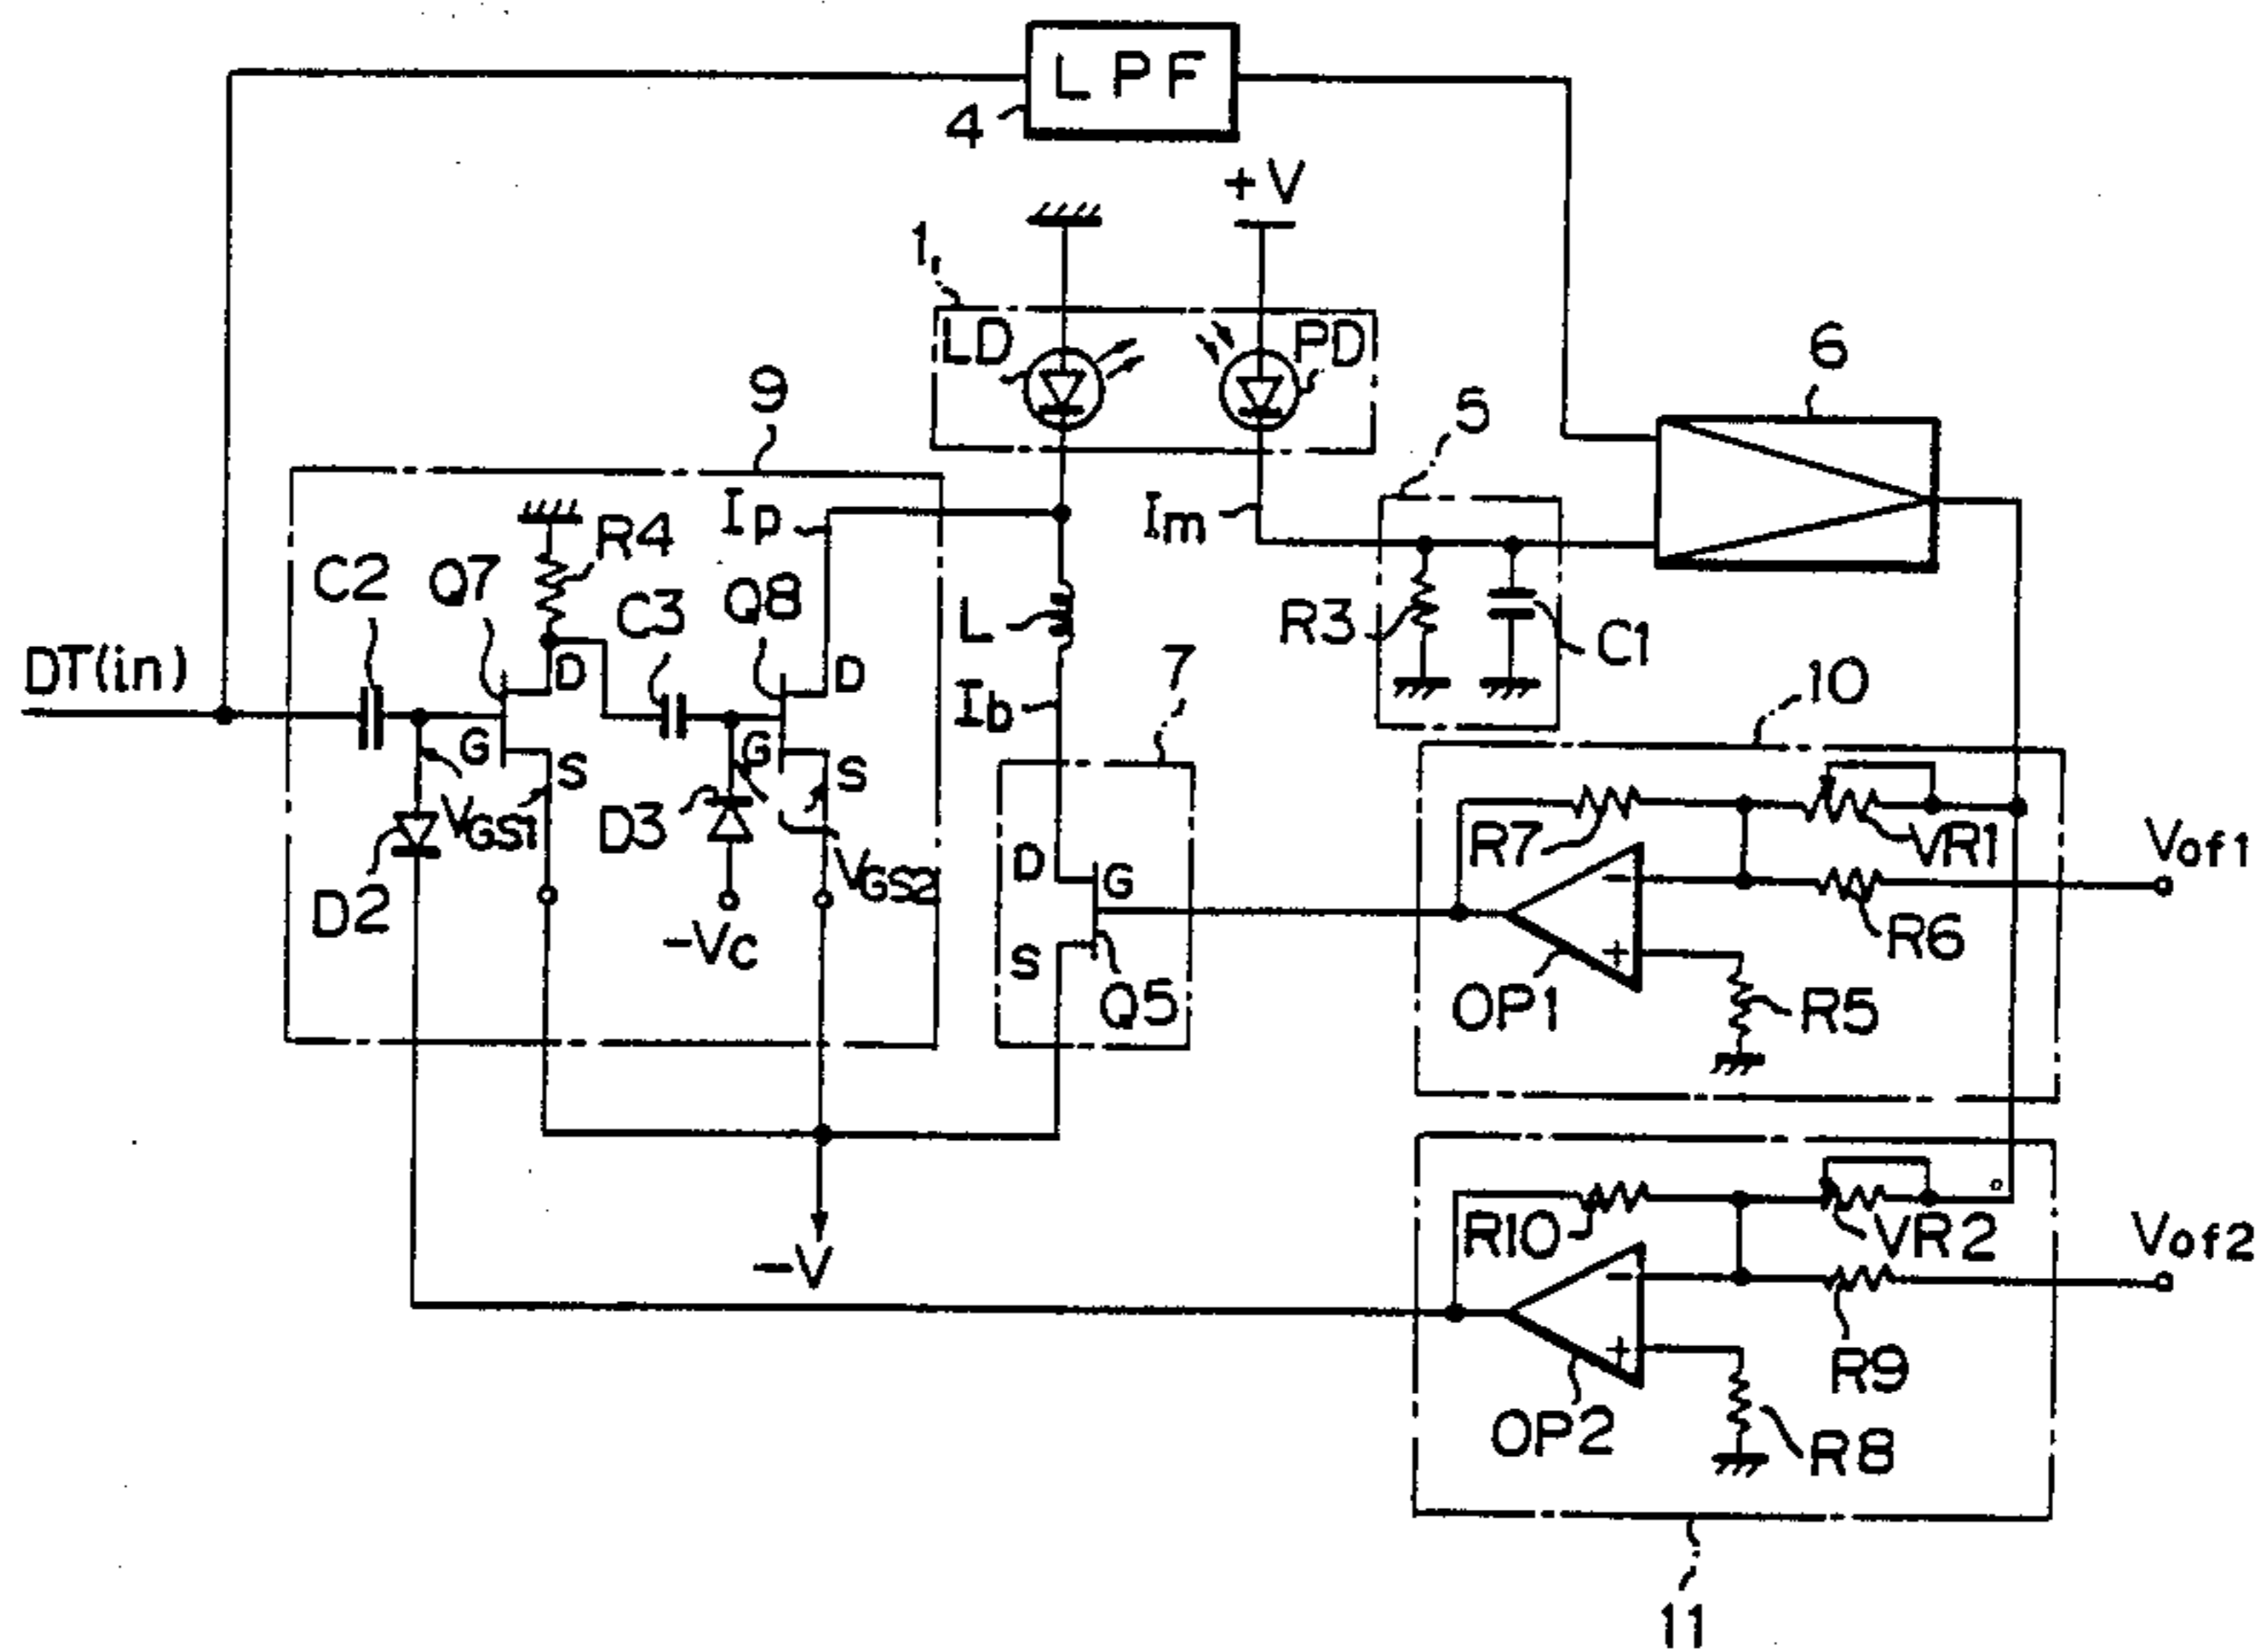 LPF
4
+V
1
LD
PD
6
9
5
Ip
Im
R4
C2
Q7
C3
Q8
R3
C1
L
7
DT(in)
D
D
10
Ib
G
S
G
S
VGS1
D3
VGS2
D2
-Vc
D
G
S
Q5
R7
VR1
Vof1
-
R6
+
OP1
R5
-V
R10
VR2
Vof2
-
R9
+
OP2
R8
11